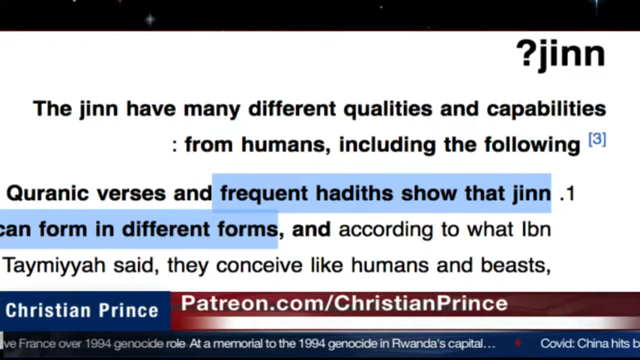 ?jinn
The jinn have many different qualities and capabilities
: from humans, including the following [3]
Quranic verses and frequent hadiths show that jinn .1
can form in different forms, and according to what Ibn
Taymiyyah said, they conceive like humans and beasts,
Christian Prince
Patreon.com/ChristianPrince
ve France over 1994 genocide role At a memorial to the 1994 genocide in Rwanda's capital… Covid: China hits b